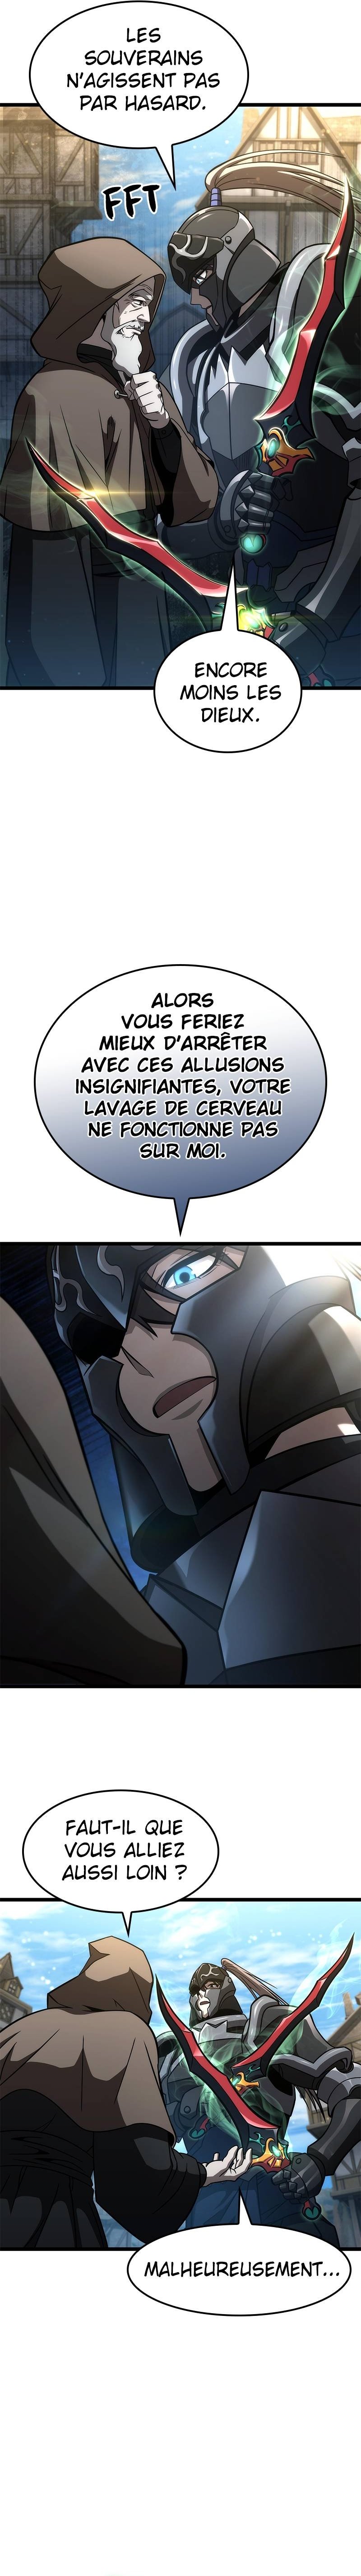 LES
SOUVERAINS
N'AGISSENT PAS
PAR HASARD.
FFT
ENCORE
MOINS LES
DIEUX.
ALORS
VOUS FERIEZ
MIEUX D'ARRÊTER
AVEC CES ALLUSIONS
INSIGNIFIANTES, VOTRE
LAVAGE DE CERVEAU
NE FONCTIONNE PAS
SUR MOI.
FAUT-IL QUE
VOUS ALLIEZ
AUSSI LOIN ?
MALHEUREUSEMENT...